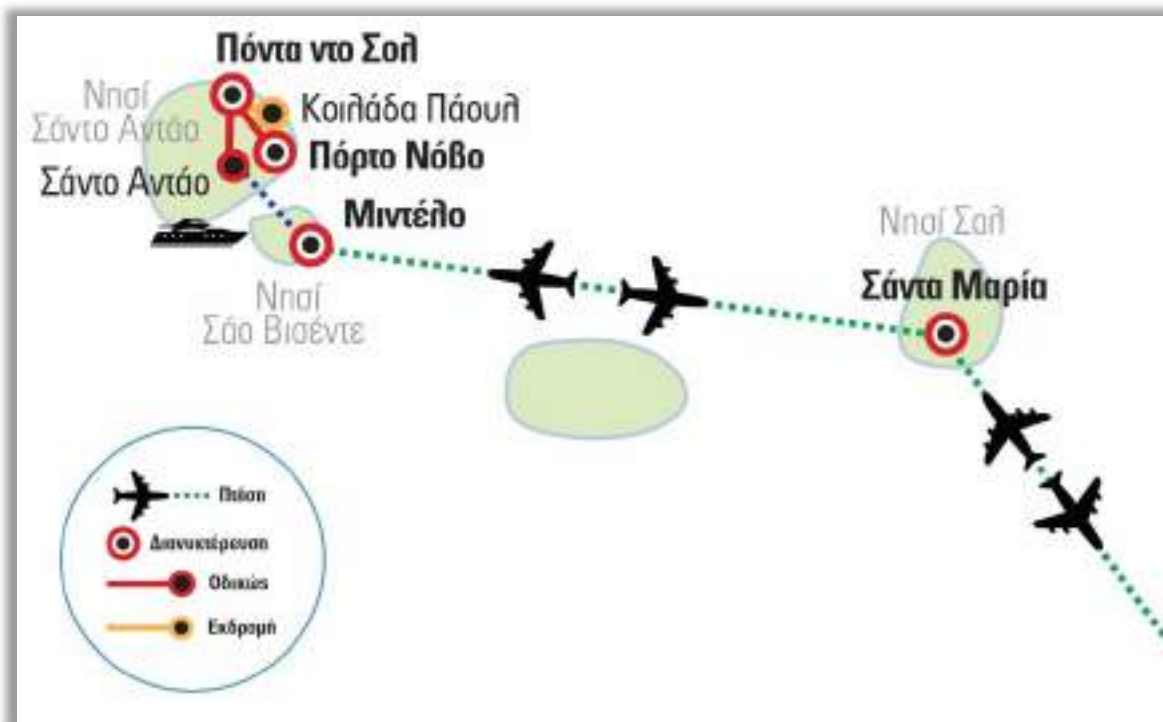 Πόντα ντο Σολ
Νησί
Σάντο Αντάο
Κοιλάδα Πάουλ
Πόρτο Νόβο
Σάντο Αντάο
Μιντέλο
Νησί
Σάο Βισέντε
Νησί Σαλ
Σάντα Μαρία
Πτήση
Διανυκτέρευση
Οδικώς
Εκδρομή